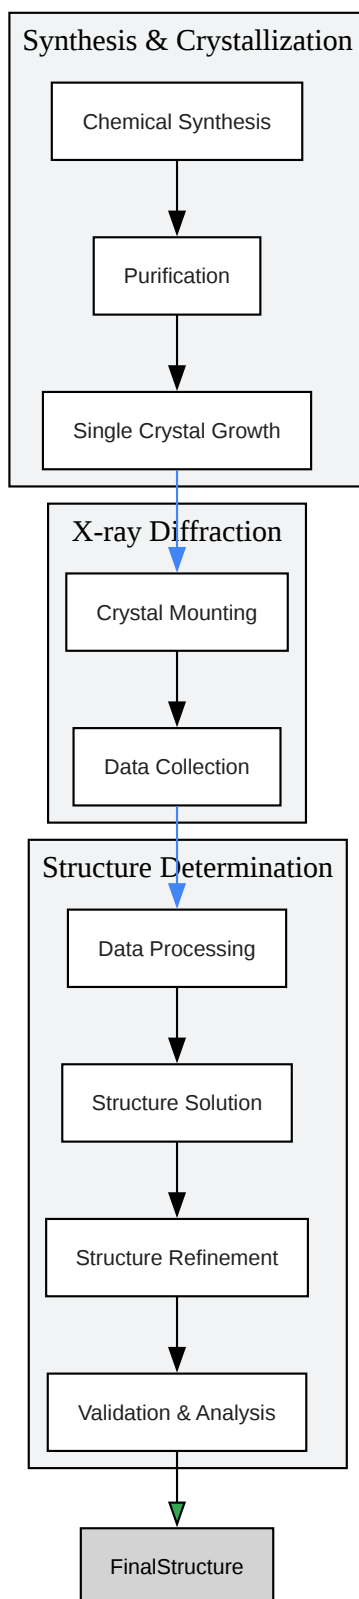 Synthesis & Crystallization
Chemical Synthesis
Purification
Single Crystal Growth
X-ray Diffraction
Crystal Mounting
Data Collection
Structure Determination
Data Processing
Structure Solution
Structure Refinement
Validation & Analysis
FinalStructure